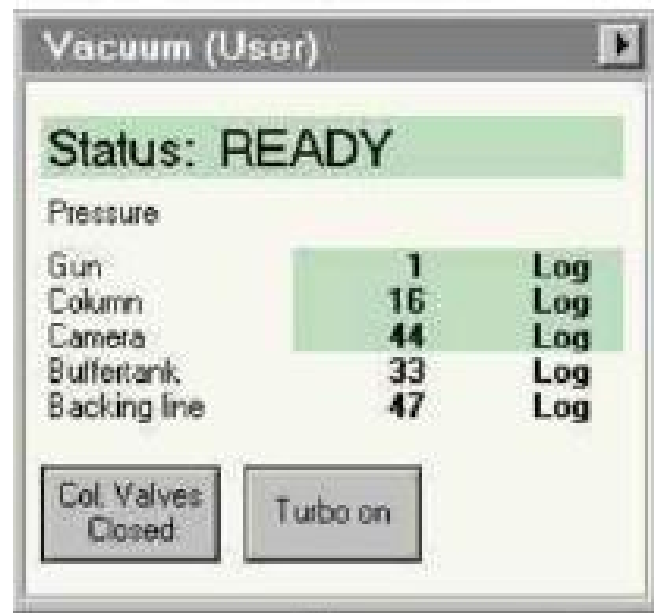 Vacuum (User)
Status: READY
Pressure
Gun 1 Log
Column 16 Log
Camera 44 Log
Buffertank 33 Log
Backing line 47 Log
Col. Valves
Closed
Turbo on